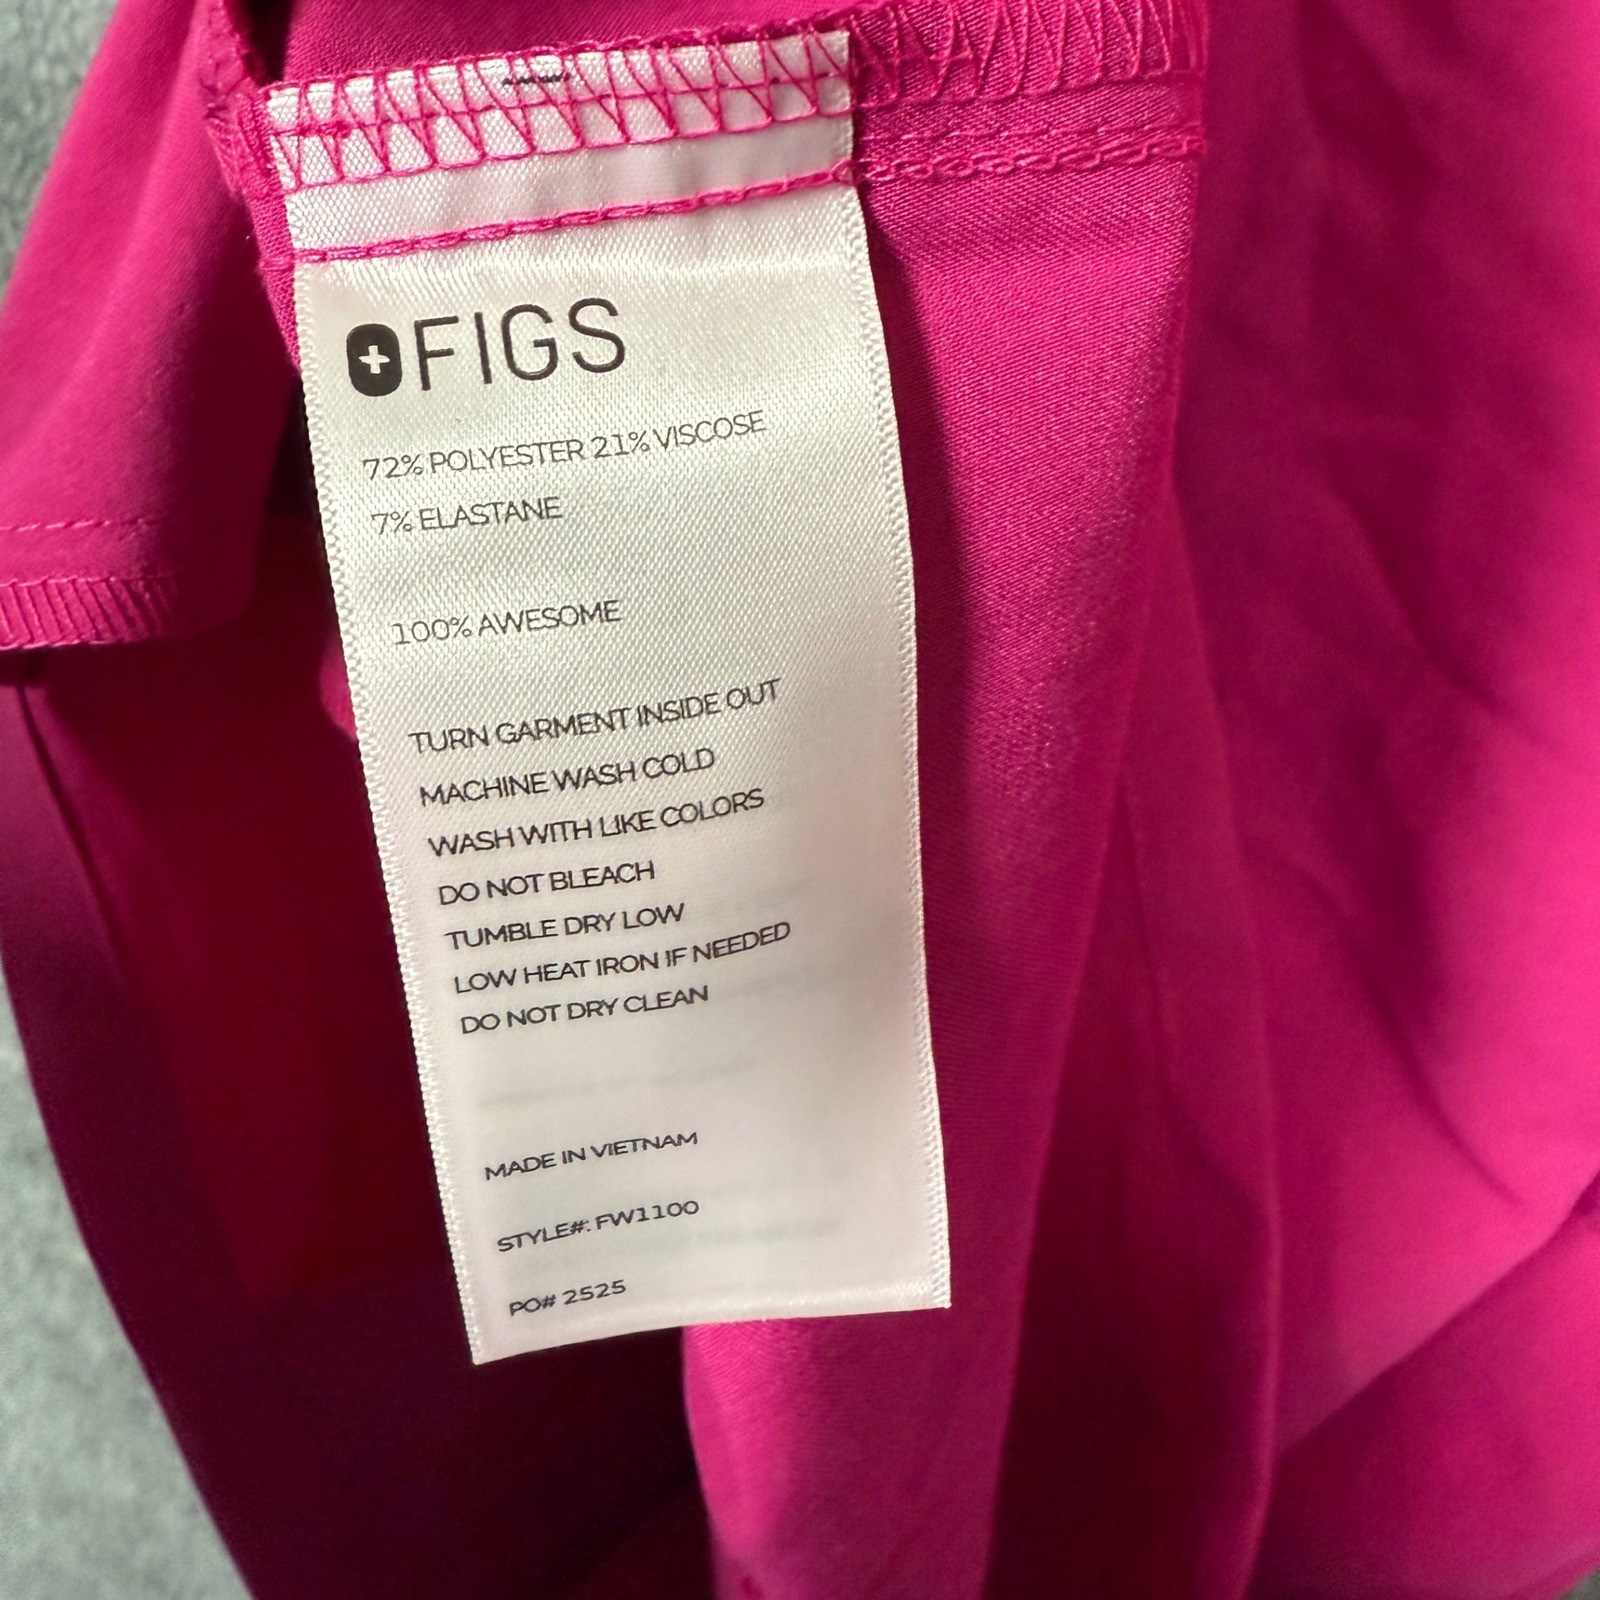 FIGS
72% POLYESTER 21% VISCOSE
7% ELASTANE
100% AWESOME
TURN GARMENT INSIDE OUT
MACHINE WASH COLD
WASH WITH LIKE COLORS
DO NOT BLEACH
TUMBLE DRY LOW
LOW HEAT IRON IF NEEDED
DO NOT DRY CLEAN
MADE IN VIETNAM
STYLE#: FW1100
PO# 2525